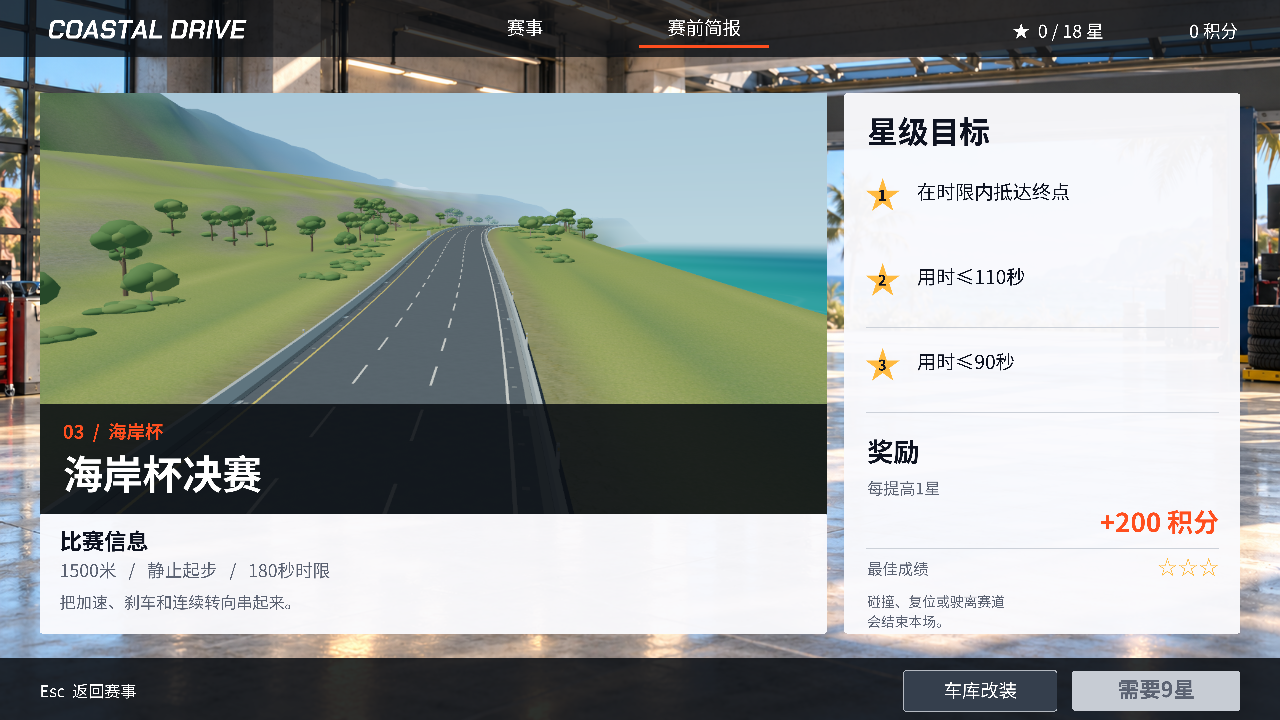 COASTAL DRIVE
赛事
赛前简报
★ 0 / 18 星
0 积分
03 / 海岸杯
海岸杯决赛
比赛信息
1500米 / 静止起步 / 180秒时限
把加速、刹车和连续转向串起来。
星级目标
1 在时限内抵达终点
2 用时≤110秒
3 用时≤90秒
奖励
每提高1星
+200 积分
最佳成绩 ☆☆☆
碰撞、复位或驶离赛道
会结束本场。
Esc 返回赛事
车库改装
需要9星